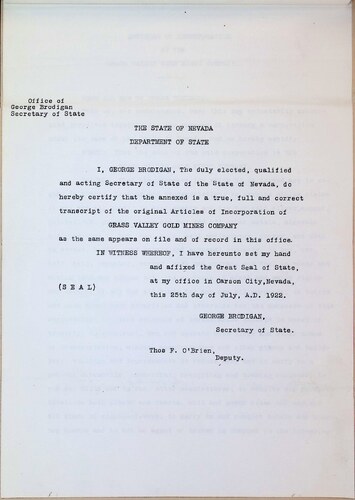 Office of
George Brodigan
Secretary of State
THE STATE OF NEVADA
DEPARTMENT OF STATE
I, GEORGE BRODIGAN, The duly elected, qualified
and acting Secretary of State of the State of Nevada, do
hereby certify that the annexed is a true, full and correct
transcript of the original Articles of Incorporation of
GRASS VALLEY GOLD MINES COMPANY
as the same appears on file and of record in this office.
IN WITNESS WHEREOF, I have hereunto set my hand
and affixed the Great Seal of State,
at my office in Carson City,Nevada,
(S E A L)
this 25th day of July, A.D. 1922.
GEORGE BRODIGAN,
Secretary of State.
Thos F. O'Brien,
Deputy.